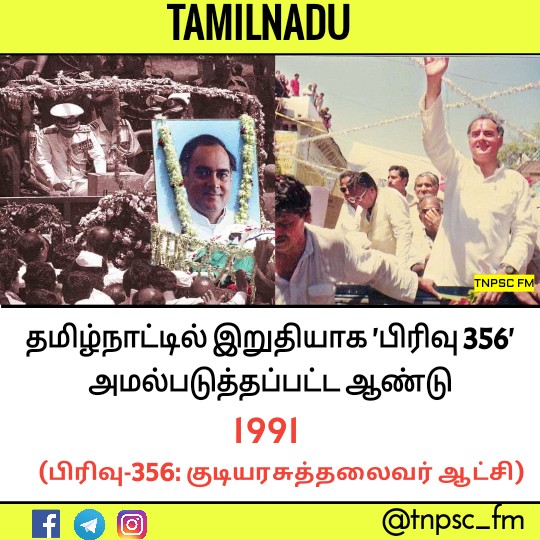 TAMILNADU
TNPSC FM
தமிழ்நாட்டில் இறுதியாக 'பிரிவு 356'
அமல்படுத்தப்பட்ட ஆண்டு
1991
(பிரிவு-356: குடியரசுத்தலைவர் ஆட்சி)
@tnpsc_fm